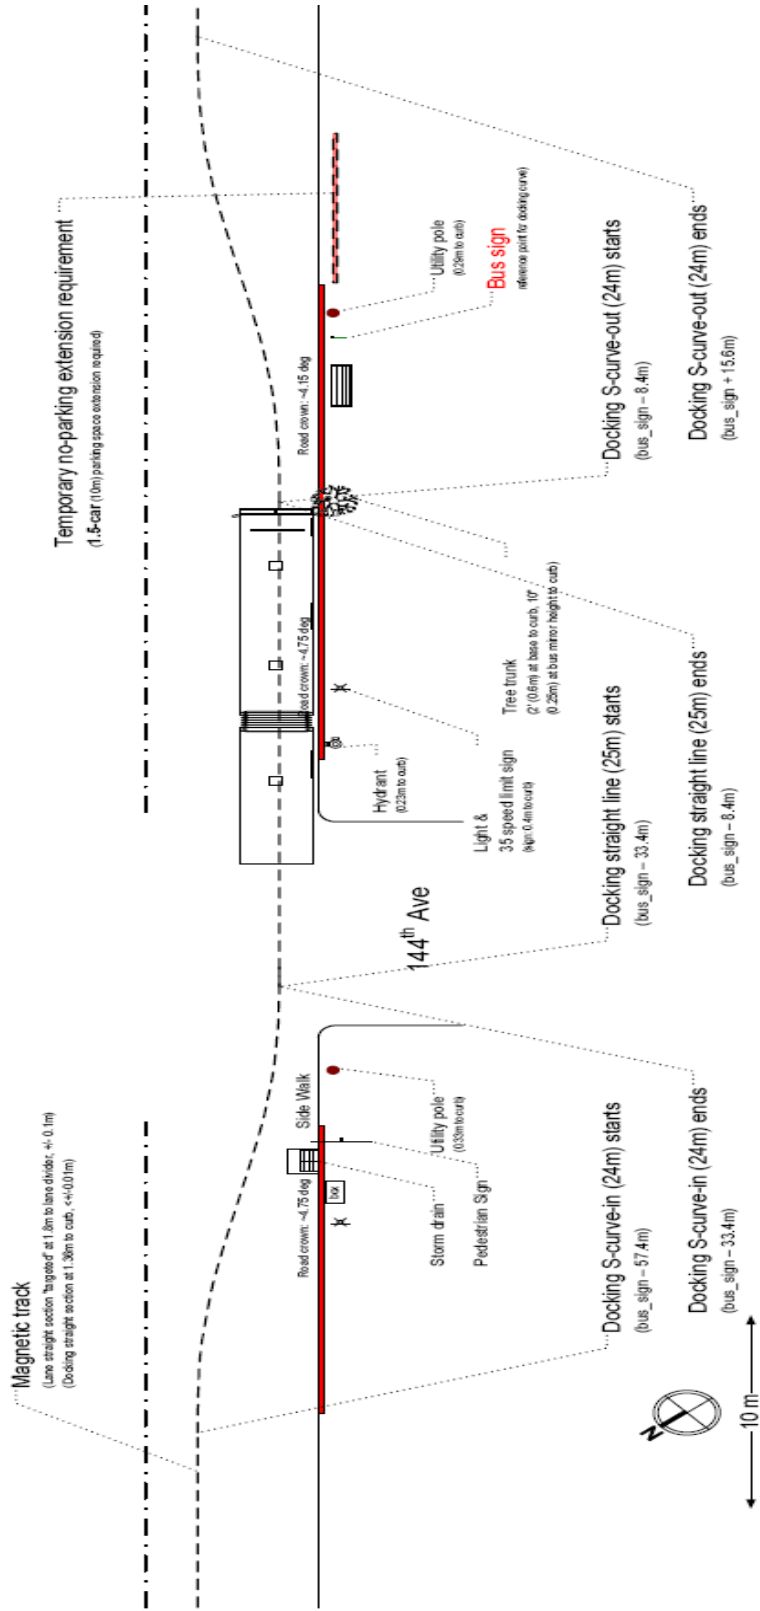 Magnetic track
(Lane straight section "targeted" at 1.8m to lane divider, +/- 0.1m)
(Docking straight section at 1.36m to curb, <+/-0.01m)
Temporary no-parking extension requirement
(1.5-car (10m) parking space extension required)
Road crown: ~4.75 deg
Side Walk
oad crown: ~4.75 deg
Road crown: ~4.15 deg
box
Storm drain
Pedestrian Sign
Utility pole
(0.33m to curb)
144th Ave
Hydrant
(0.23m to curb)
Light &
35 speed limit sign
(sign: 0.4m to curb)
Tree trunk
(2' (0.6m) at base to curb, 10"
(0.25m) at bus mirror height to curb)
Utility pole
(0.29m to curb)
Bus sign
reference point for docking curve)
Docking S-curve-in (24m) starts
(bus_sign – 57.4m)
Docking S-curve-in (24m) ends
(bus_sign – 33.4m)
Docking straight line (25m) starts
(bus_sign – 33.4m)
Docking straight line (25m) ends
(bus_sign – 8.4m)
Docking S-curve-out (24m) starts
(bus_sign – 8.4m)
Docking S-curve-out (24m) ends
(bus_sign + 15.6m)
N
10 m